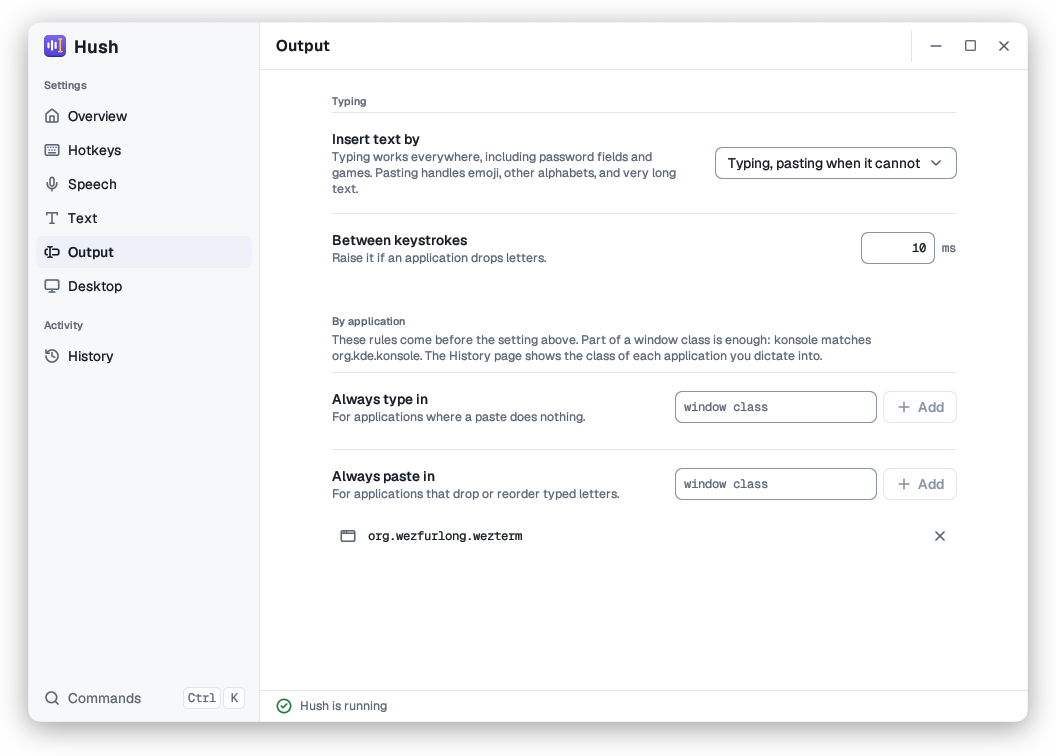 Hush
Output
Settings
Overview
Hotkeys
Speech
Text
Output
Desktop
Activity
History
Commands Ctrl K
Typing
Insert text by
Typing works everywhere, including password fields and
games. Pasting handles emoji, other alphabets, and very long
text.
Typing, pasting when it cannot
Between keystrokes
Raise it if an application drops letters.
10 ms
By application
These rules come before the setting above. Part of a window class is enough: konsole matches
org.kde.konsole. The History page shows the class of each application you dictate into.
Always type in
For applications where a paste does nothing.
window class
Add
Always paste in
For applications that drop or reorder typed letters.
window class
Add
org.wezfurlong.wezterm
Hush is running